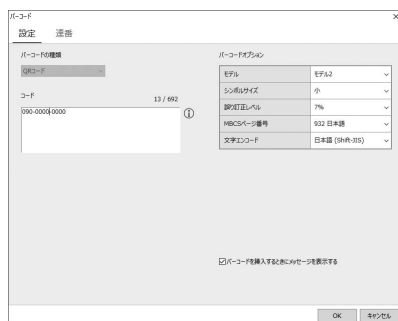 バーコード
設定 連番
バーコードの種類
QRコード
コード 13 / 692
090-0000-0000
バーコードオプション
モデル モデル2
シンボルサイズ 小
誤り訂正レベル 7%
MBCSページ番号 932 日本語
文字エンコード 日本語 (Shift-JIS)
バーコードを挿入するときにメッセージを表示する
OK キャンセル